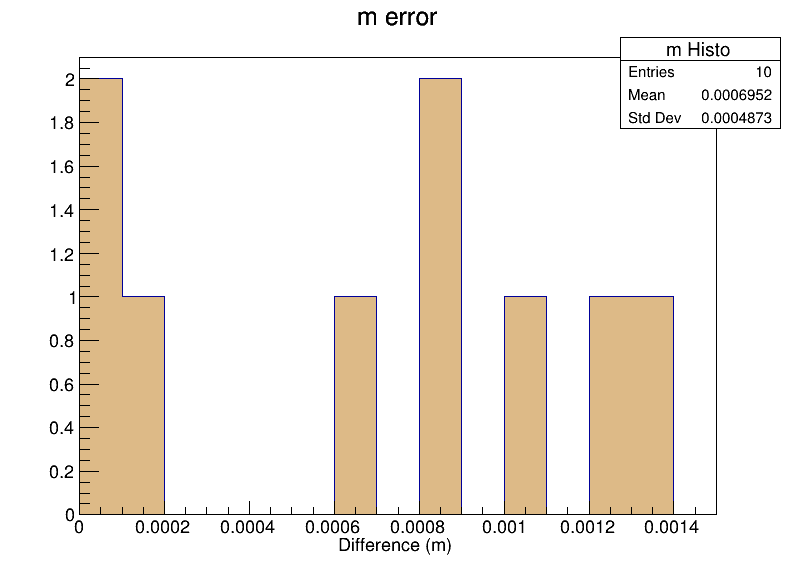 m error
m Histo
Entries 10
Mean 0.0006952
Std Dev 0.0004873
2
1.8
1.6
1.4
1.2
1
0.8
0.6
0.4
0.2
0
0 0.0002 0.0004 0.0006 0.0008 0.001 0.0012 0.0014
Difference (m)